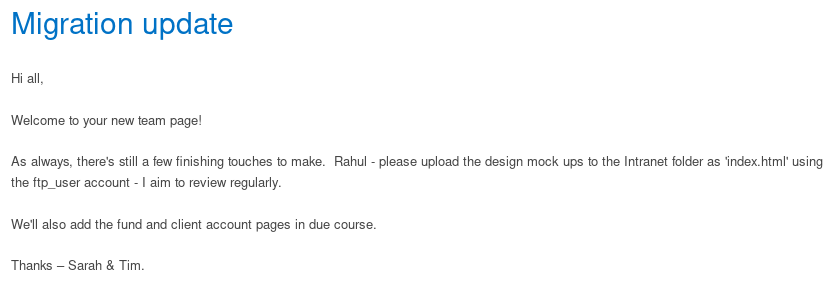 Migration update
Hi all,
Welcome to your new team page!
As always, there's still a few finishing touches to make.  Rahul - please upload the design mock ups to the Intranet folder as 'index.html' using
the ftp_user account - I aim to review regularly.
We'll also add the fund and client account pages in due course.
Thanks – Sarah & Tim.